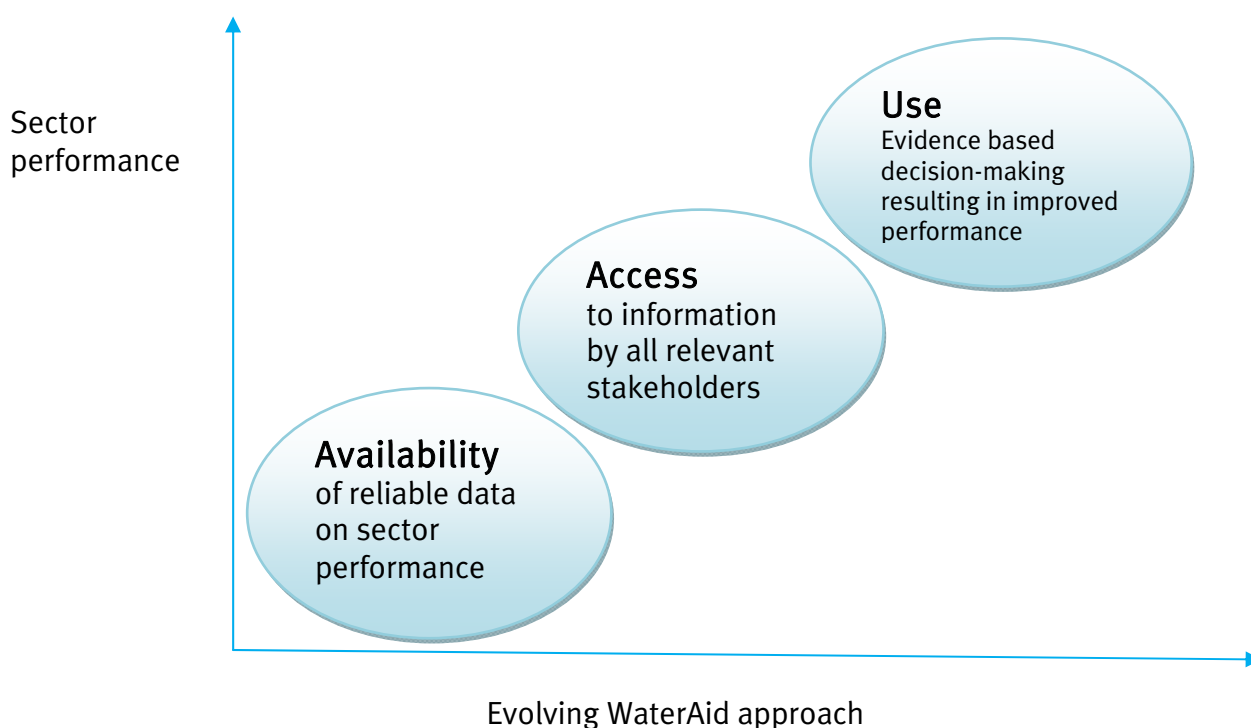 Sector
performance
Use
Evidence based
decision-making
resulting in improved
performance
Access
to information
by all relevant
stakeholders
Availability
of reliable data
on sector
performance
Evolving WaterAid approach